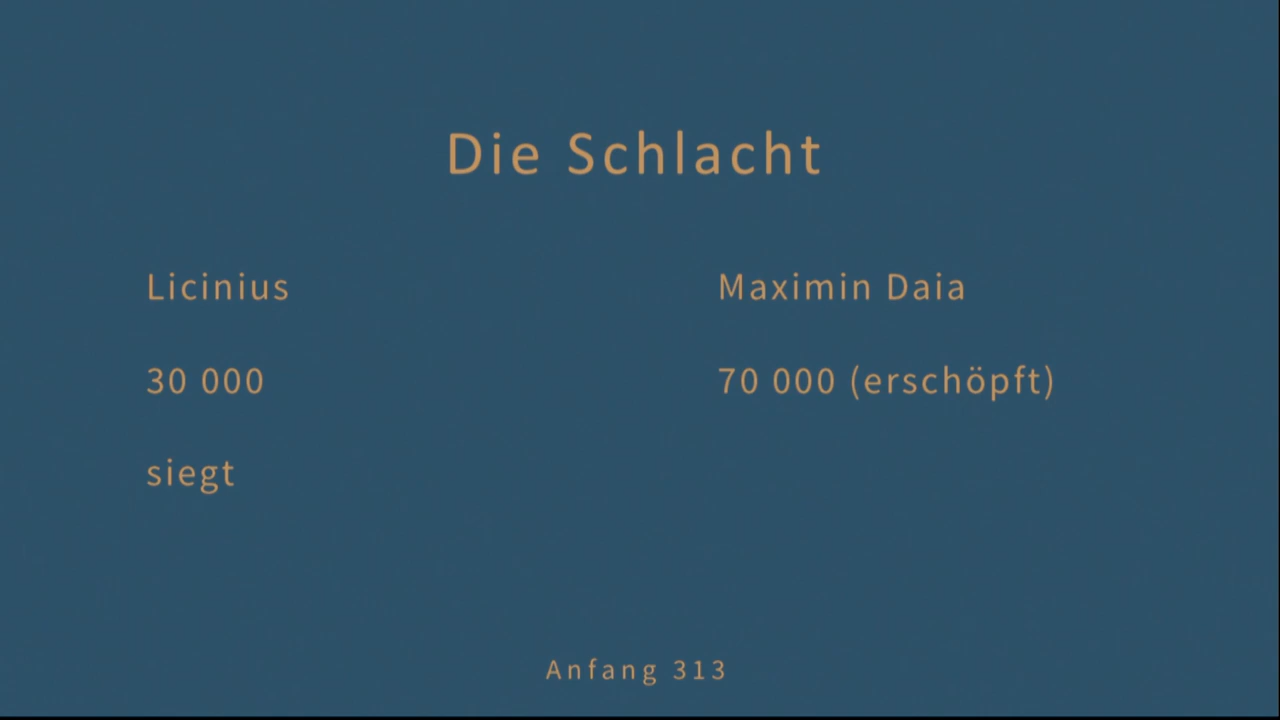 Die Schlacht
Licinius
Maximin Daia
30 000
70 000 (erschöpft)
siegt
Anfang 313